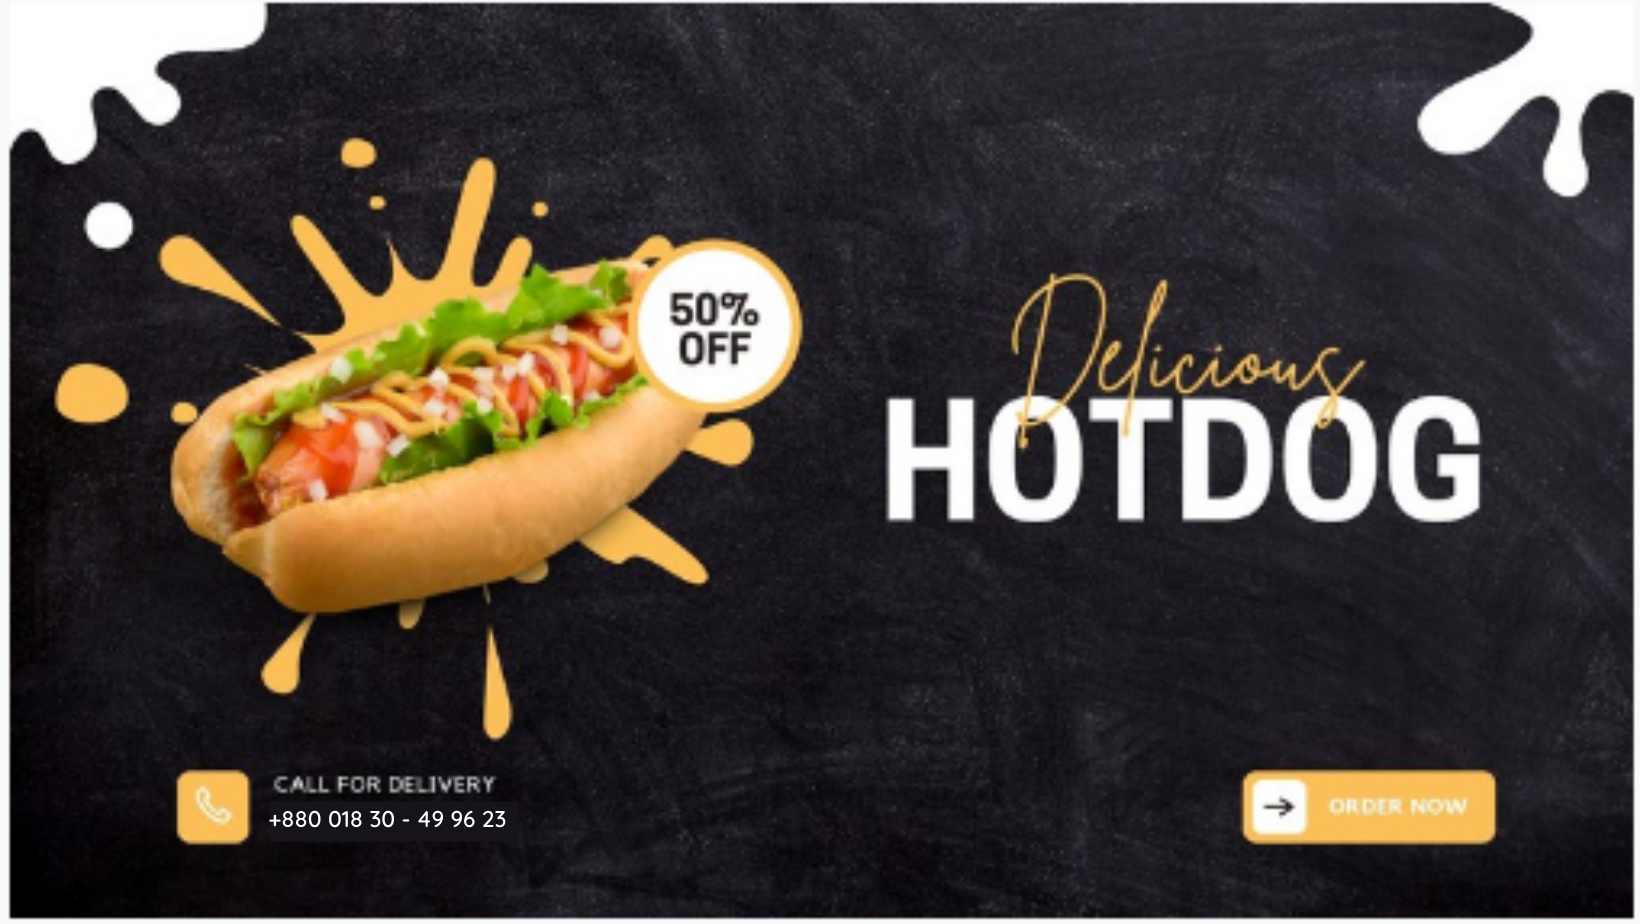 50%
OFF
Delicious
HOTDOG
CALL FOR DELIVERY
+880 018 30 - 49 96 23
ORDER NOW